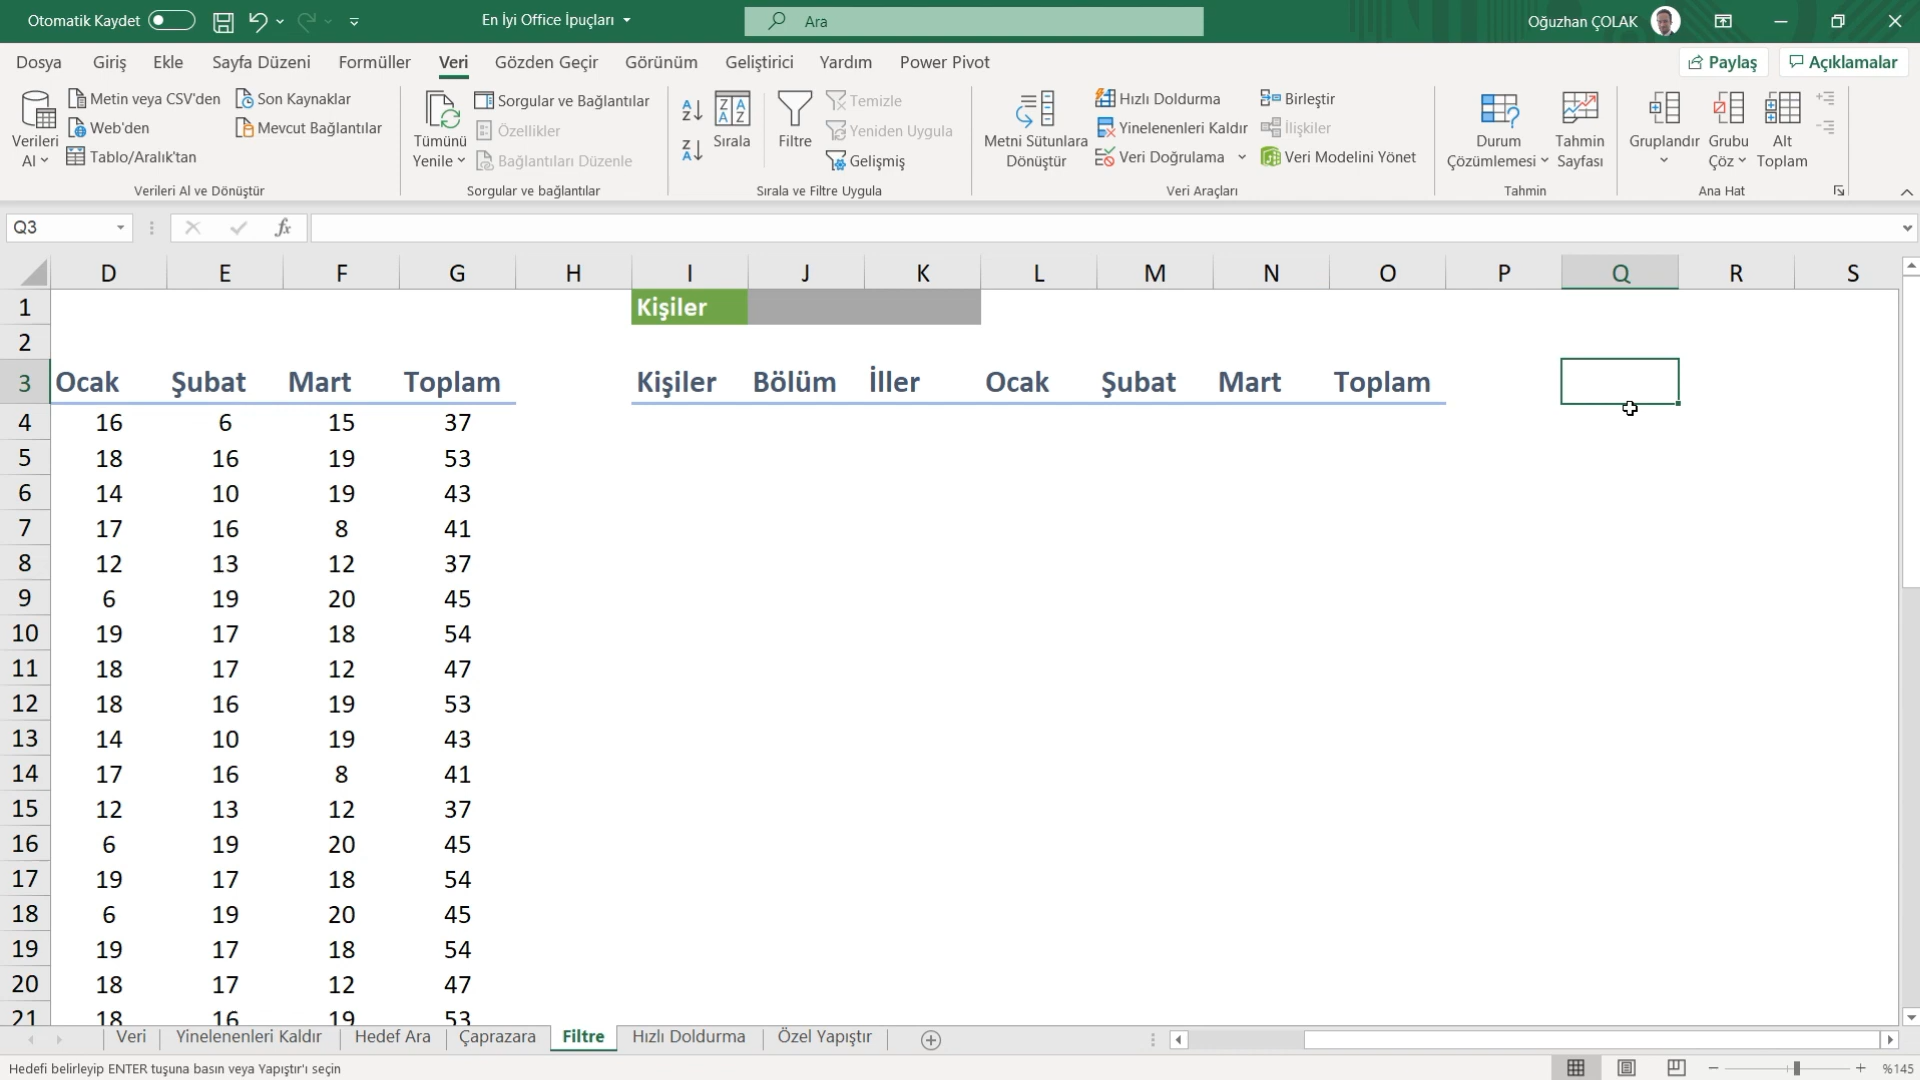 Otomatik Kaydet
En İyi Office İpuçları
Ara
Oğuzhan ÇOLAK
Dosya Giriş Ekle Sayfa Düzeni Formüller Veri Gözden Geçir Görünüm Geliştirici Yardım Power Pivot
Paylaş Açıklamalar
Verileri Al
Metin veya CSV'den
Web'den
Tablo/Aralık'tan
Son Kaynaklar
Mevcut Bağlantılar
Verileri Al ve Dönüştür
Tümünü Yenile
Sorgular ve Bağlantılar
Özellikler
Bağlantıları Düzenle
Sorgular ve bağlantılar
Sırala
Filtre
Temizle
Yeniden Uygula
Gelişmiş
Sırala ve Filtre Uygula
Metni Sütunlara Dönüştür
Hızlı Doldurma
Yinelenenleri Kaldır
Veri Doğrulama
Birleştir
İlişkiler
Veri Modelini Yönet
Veri Araçları
Durum Çözümlemesi
Tahmin Sayfası
Tahmin
Gruplandır
Grubu Çöz
Alt Toplam
Ana Hat
Q3
fx
D E F G H I J K L M N O P Q R S
1 Kişiler
2
3 Ocak Şubat Mart Toplam Kişiler Bölüm İller Ocak Şubat Mart Toplam
4 16 6 15 37
5 18 16 19 53
6 14 10 19 43
7 17 16 8 41
8 12 13 12 37
9 6 19 20 45
10 19 17 18 54
11 18 17 12 47
12 18 16 19 53
13 14 10 19 43
14 17 16 8 41
15 12 13 12 37
16 6 19 20 45
17 19 17 18 54
18 6 19 20 45
19 19 17 18 54
20 18 17 12 47
21 18 16 19 53
Veri Yinelenenleri Kaldır Hedef Ara Çaprazara Filtre Hızlı Doldurma Özel Yapıştır
Hedefi belirleyip ENTER tuşuna basın veya Yapıştır'ı seçin
%145